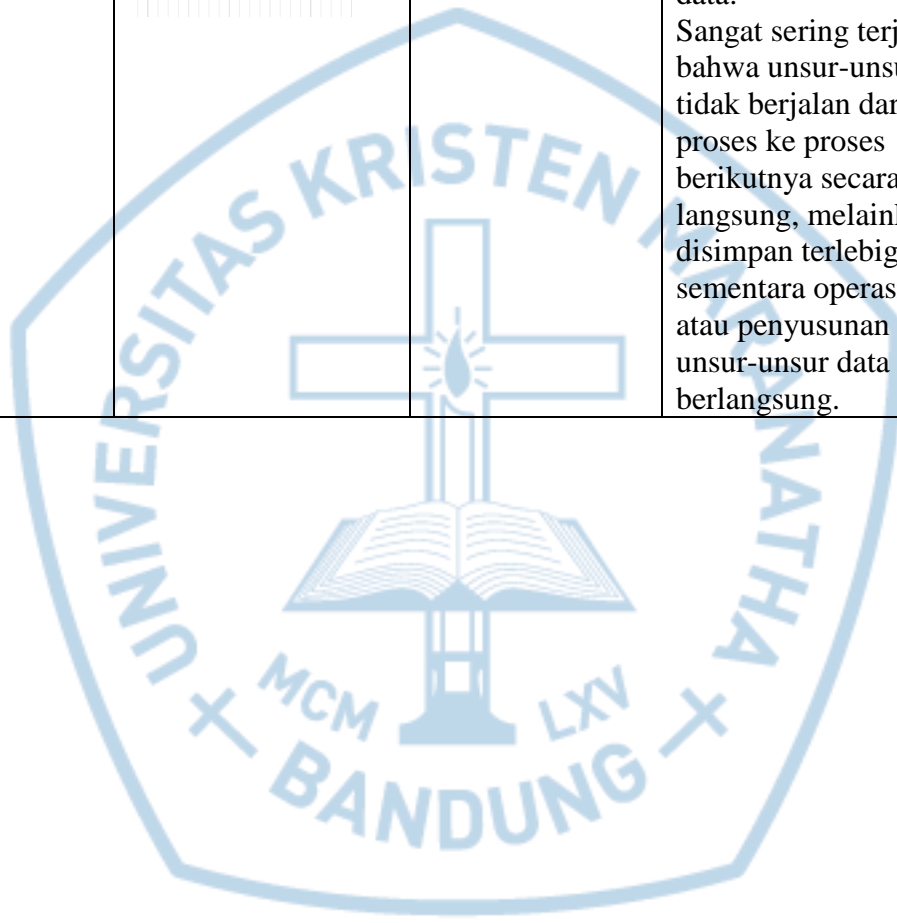 data.
Sangat sering terj
bahwa unsur-unsu
tidak berjalan dar
proses ke proses
berikutnya secara
langsung, melainl
disimpan terlebig
sementara operas
atau penyusunan
unsur-unsur data
berlangsung.
UNIVERSITAS KRISTEN MARANATHA
MCM LXV
BANDUNG